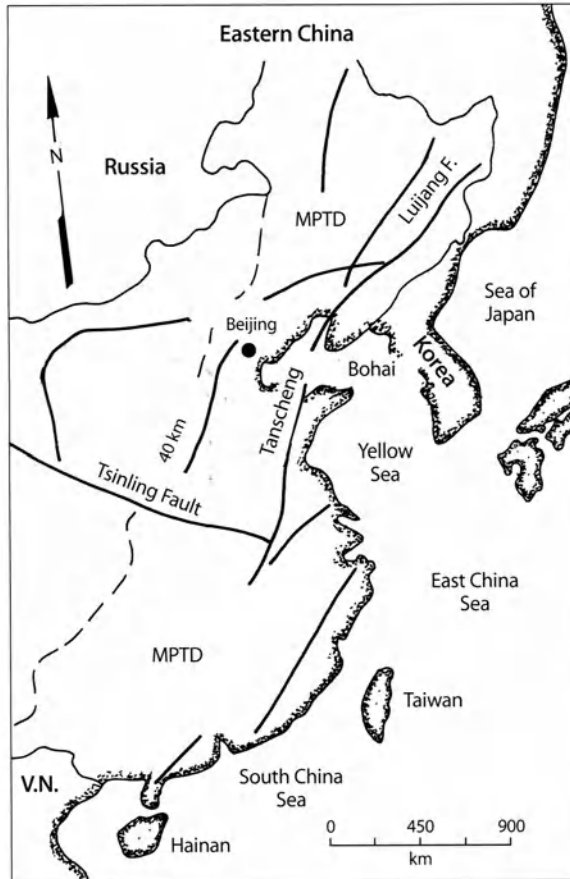 Eastern China
N
Russia
MPTD
Luijang F.
Sea of
Japan
Beijing
Bohai
Korea
40 km
Tanscheng
Yellow
Sea
Tsinling Fault
East China
Sea
MPTD
Taiwan
V.N.
South China
Sea
Hainan
0 450 900
km